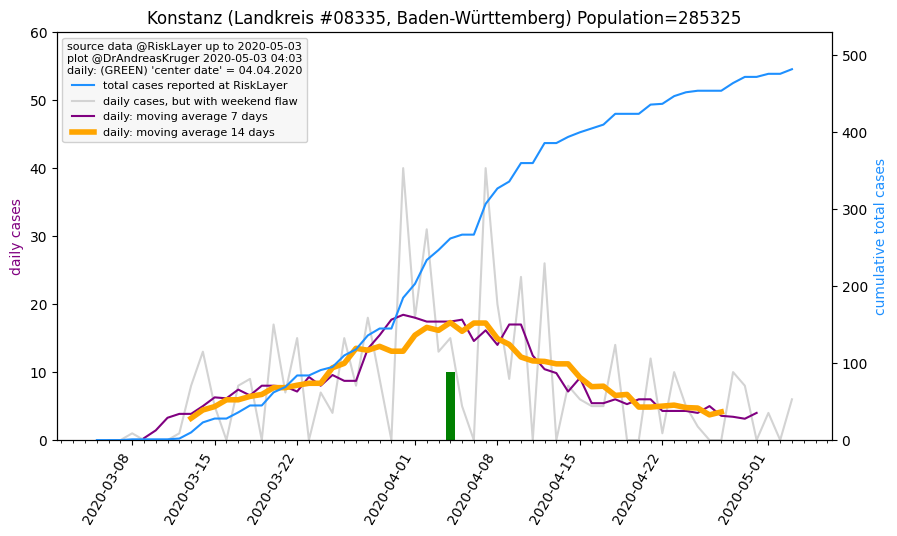 Konstanz (Landkreis #08335, Baden-Württemberg) Population=285325
source data @RiskLayer up to 2020-05-03
plot @DrAndreasKruger 2020-05-03 04:03
daily: (GREEN) 'center date' = 04.04.2020
total cases reported at RiskLayer
daily cases, but with weekend flaw
daily: moving average 7 days
daily: moving average 14 days
60
50
40
30
20
10
0
daily cases
500
400
300
200
100
0
cumulative total cases
2020-03-08
2020-03-15
2020-03-22
2020-04-01
2020-04-08
2020-04-15
2020-04-22
2020-05-01